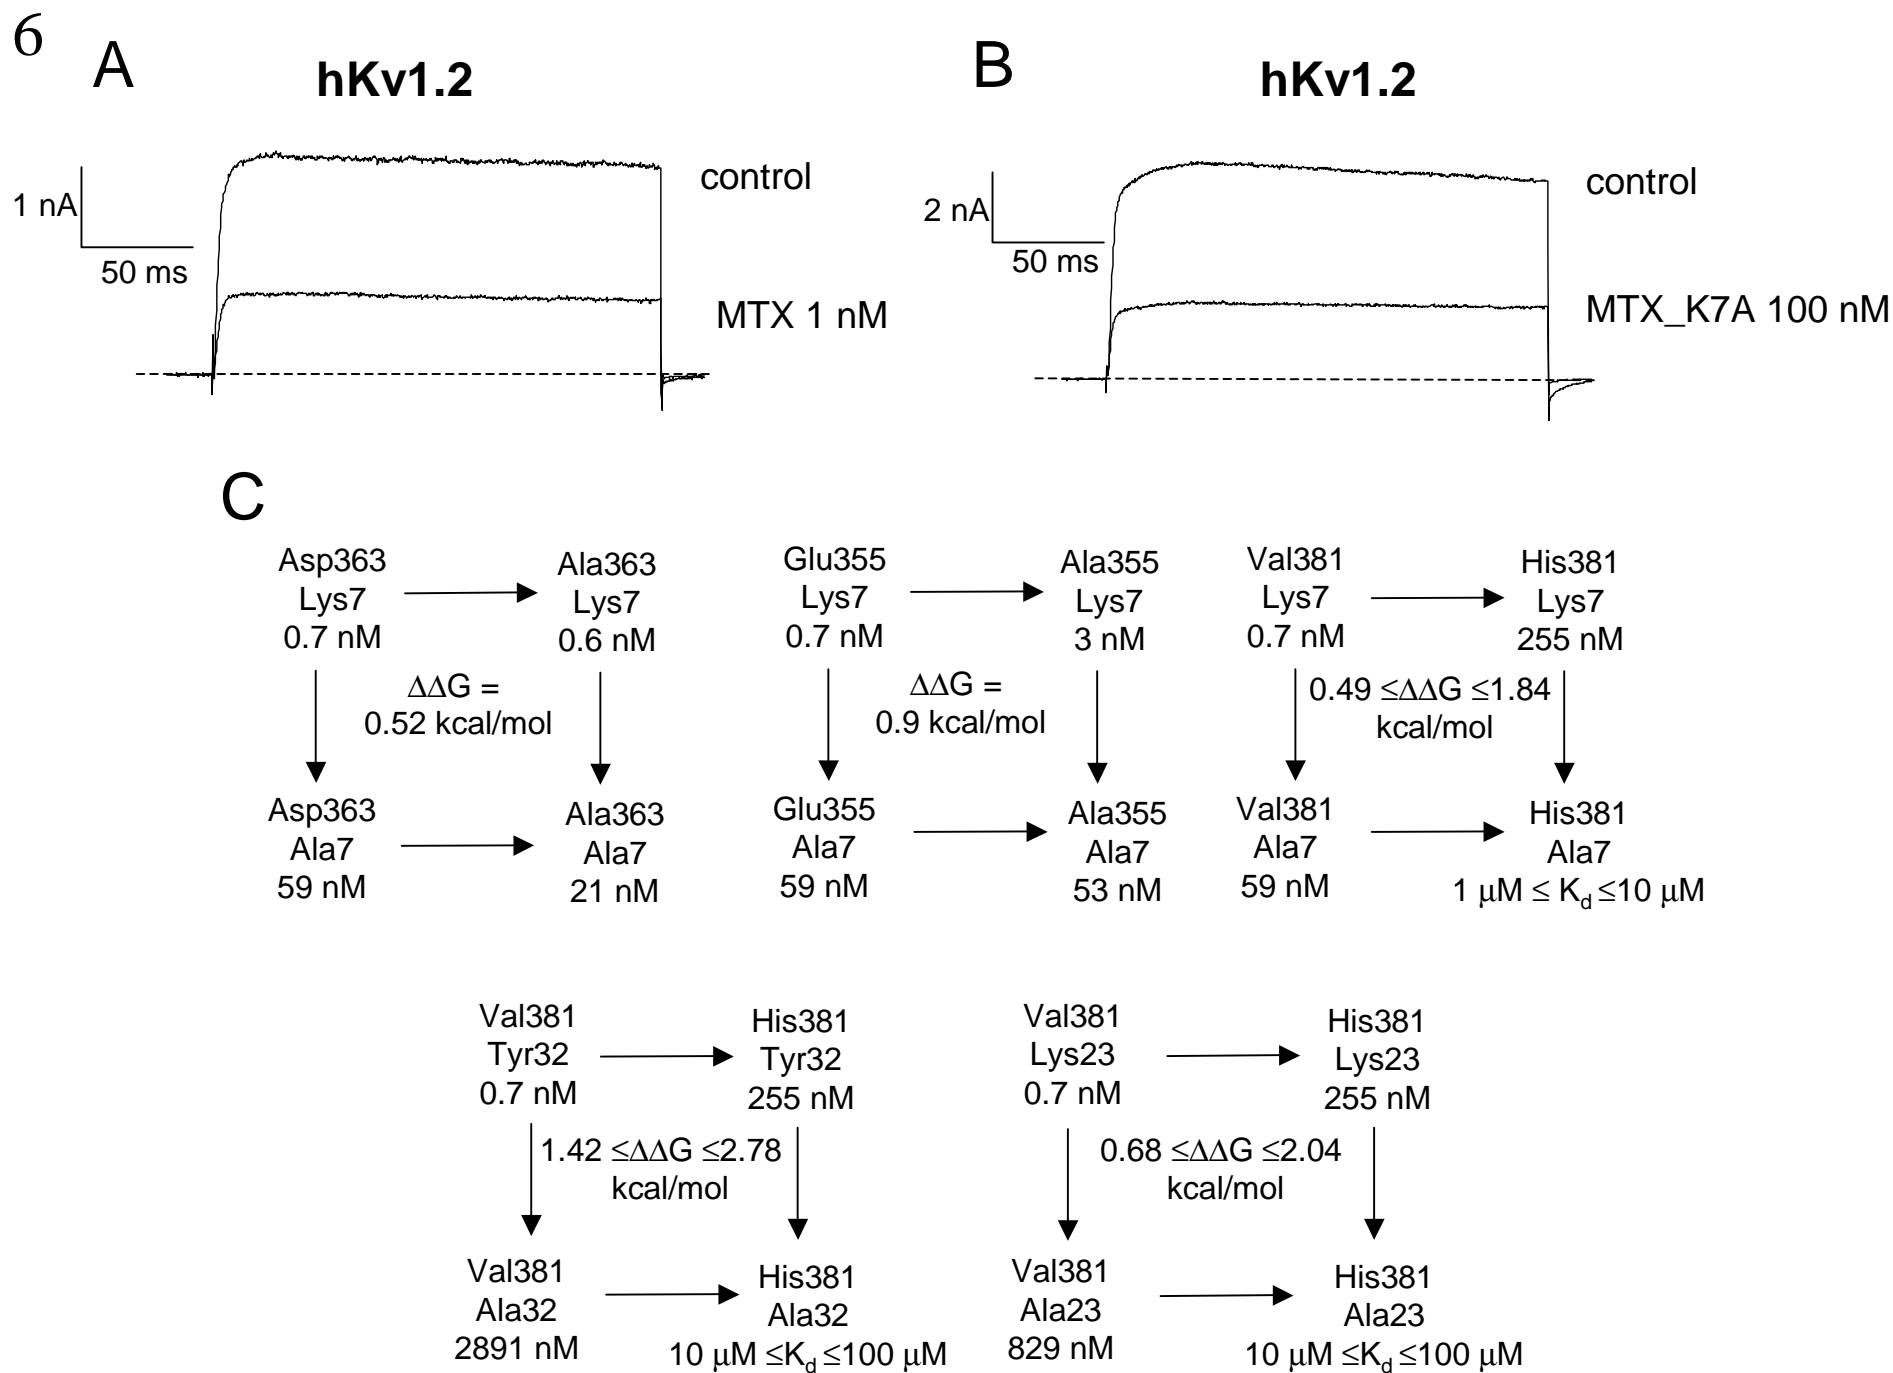 6
A
hKv1.2
B
hKv1.2
control
1 nA
50 ms
MTX 1 nM
control
2 nA
50 ms
MTX_K7A 100 nM
C
Asp363
Lys7
0.7 nM
Ala363
Lys7
0.6 nM
ΔΔG =
0.52 kcal/mol
Asp363
Ala7
59 nM
Ala363
Ala7
21 nM
Glu355
Lys7
0.7 nM
Ala355
Lys7
3 nM
ΔΔG =
0.9 kcal/mol
Glu355
Ala7
59 nM
Ala355
Ala7
53 nM
Val381
Lys7
0.7 nM
His381
Lys7
255 nM
0.49 ≤ΔΔG ≤1.84
kcal/mol
Val381
Ala7
59 nM
His381
Ala7
1 μM ≤ Kd ≤10 μM
Val381
Tyr32
0.7 nM
His381
Tyr32
255 nM
1.42 ≤ΔΔG ≤2.78
kcal/mol
Val381
Ala32
2891 nM
His381
Ala32
10 μM ≤Kd ≤100 μM
Val381
Lys23
0.7 nM
His381
Lys23
255 nM
0.68 ≤ΔΔG ≤2.04
kcal/mol
Val381
Ala23
829 nM
His381
Ala23
10 μM ≤Kd ≤100 μM